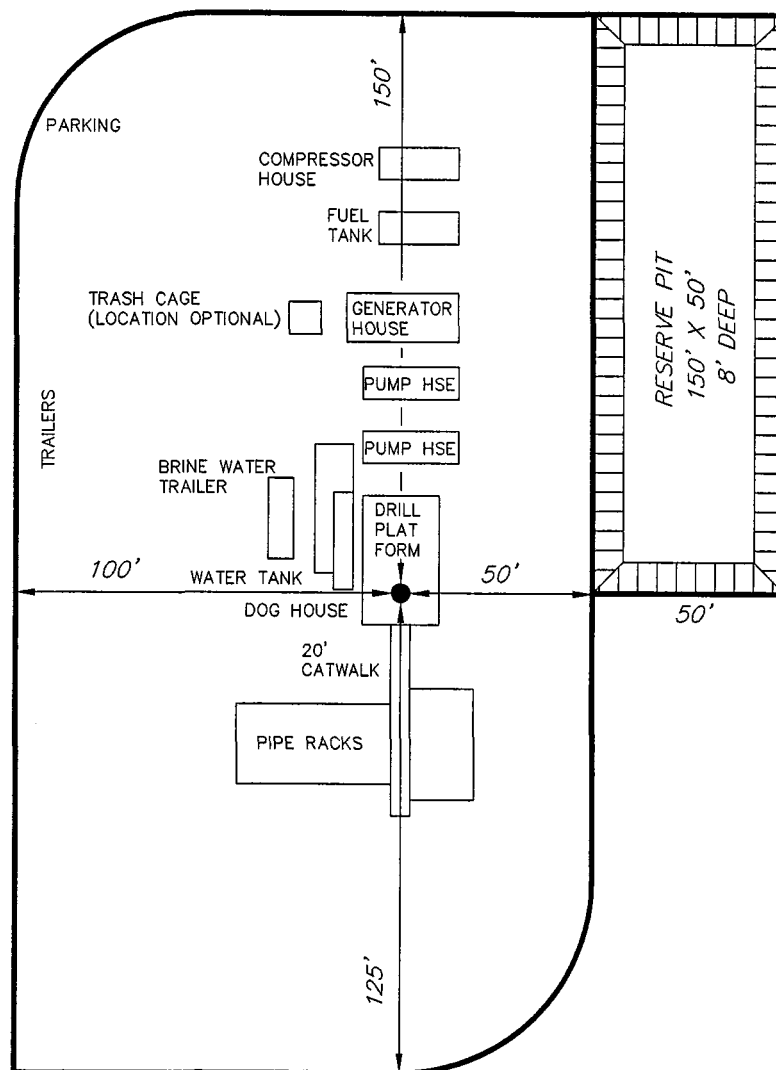 150'
PARKING
COMPRESSOR
HOUSE
FUEL
TANK
TRASH CAGE
(LOCATION OPTIONAL)
GENERATOR
HOUSE
RESERVE PIT
150' X 50'
8' DEEP
PUMP HSE
TRAILERS
PUMP HSE
BRINE WATER
TRAILER
DRILL
PLAT
FORM
100'
WATER TANK
50'
DOG HOUSE
50'
20'
CATWALK
PIPE RACKS
125'